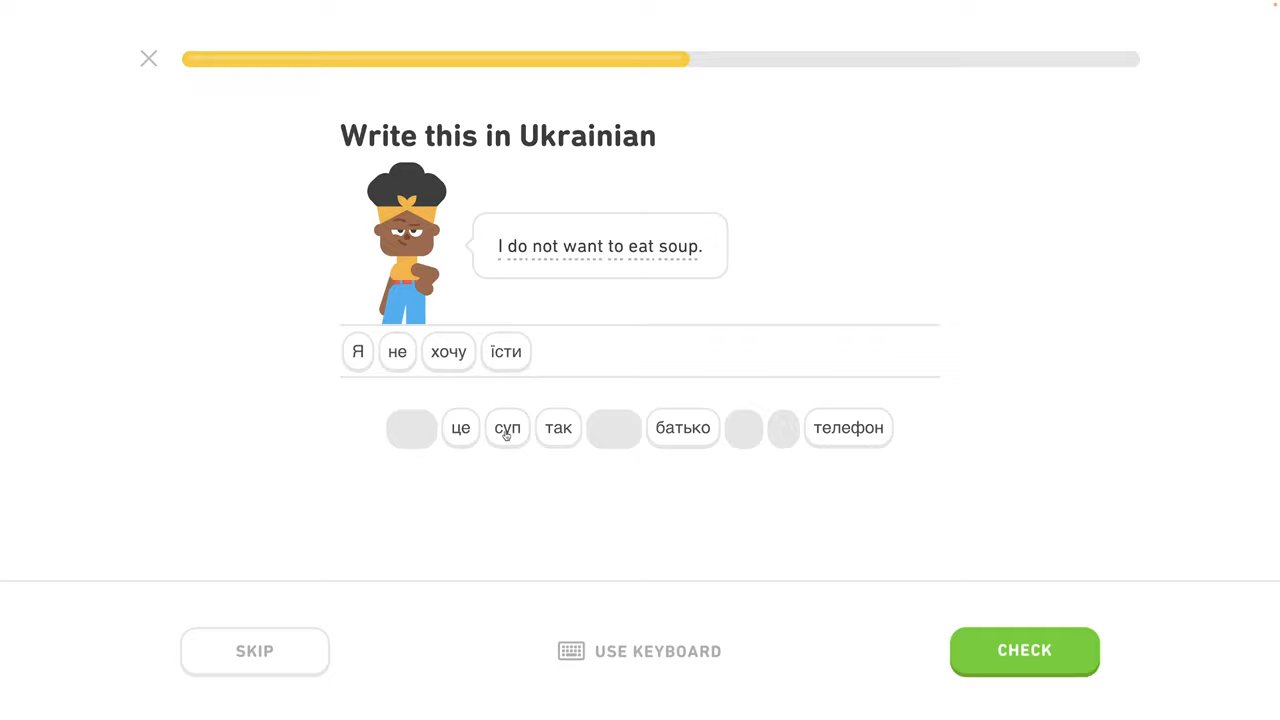 Write this in Ukrainian
I do not want to eat soup.
Я не хочу їсти
це суп так батько телефон
SKIP USE KEYBOARD CHECK